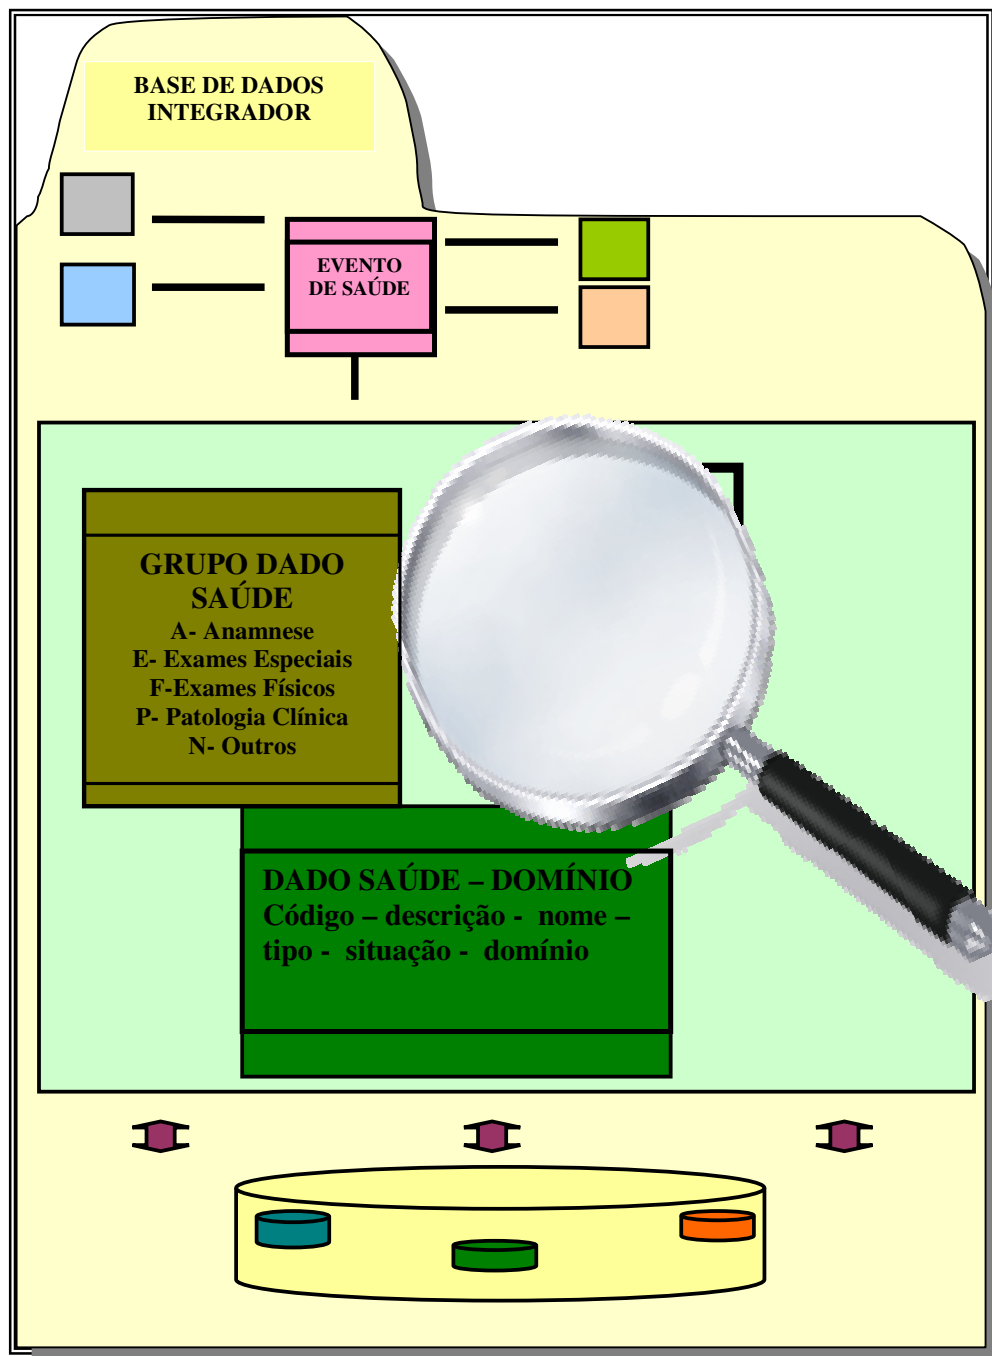 BASE DE DADOS
INTEGRADOR
EVENTO
DE SAÚDE
GRUPO DADO
SAÚDE
A- Anamnese
E- Exames Especiais
F-Exames Físicos
P- Patologia Clínica
N- Outros
DADO SAÚDE – DOMÍNIO
Código – descrição -  nome –
tipo -  situação -  domínio